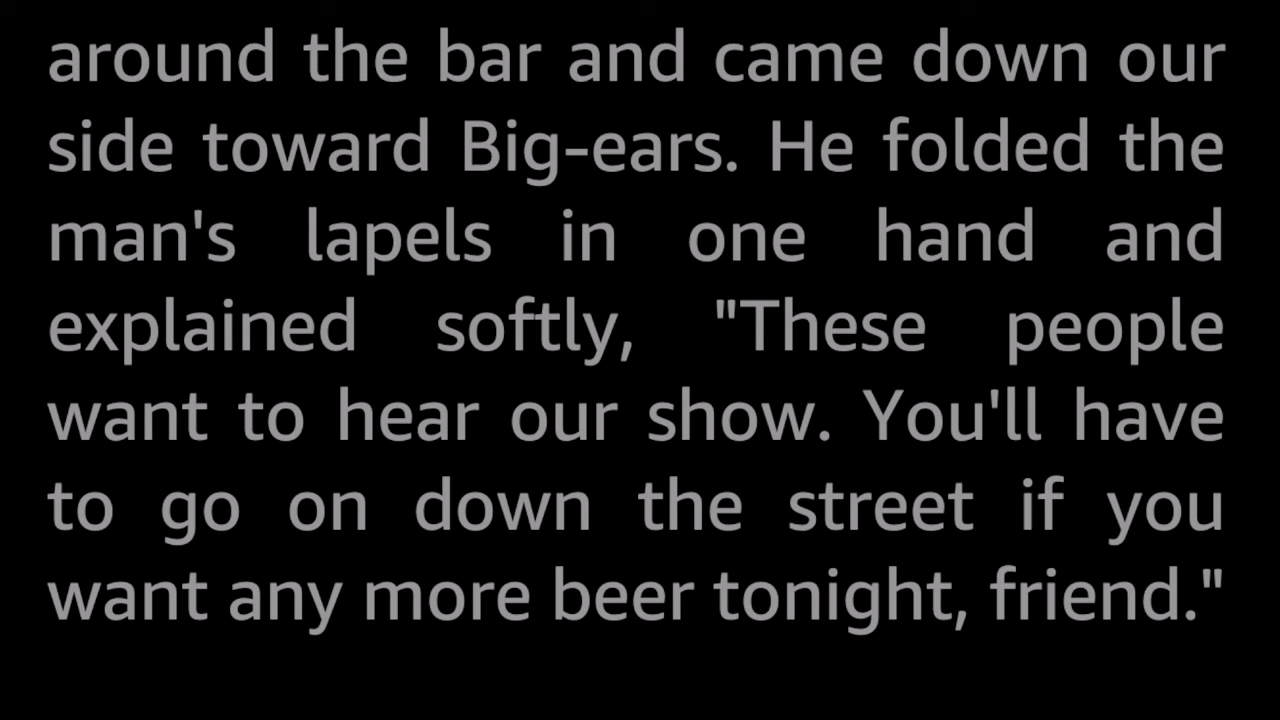 around the bar and came down our
side toward Big-ears. He folded the
man's lapels in one hand and
explained softly, "These people
want to hear our show. You'll have
to go on down the street if you
want any more beer tonight, friend."